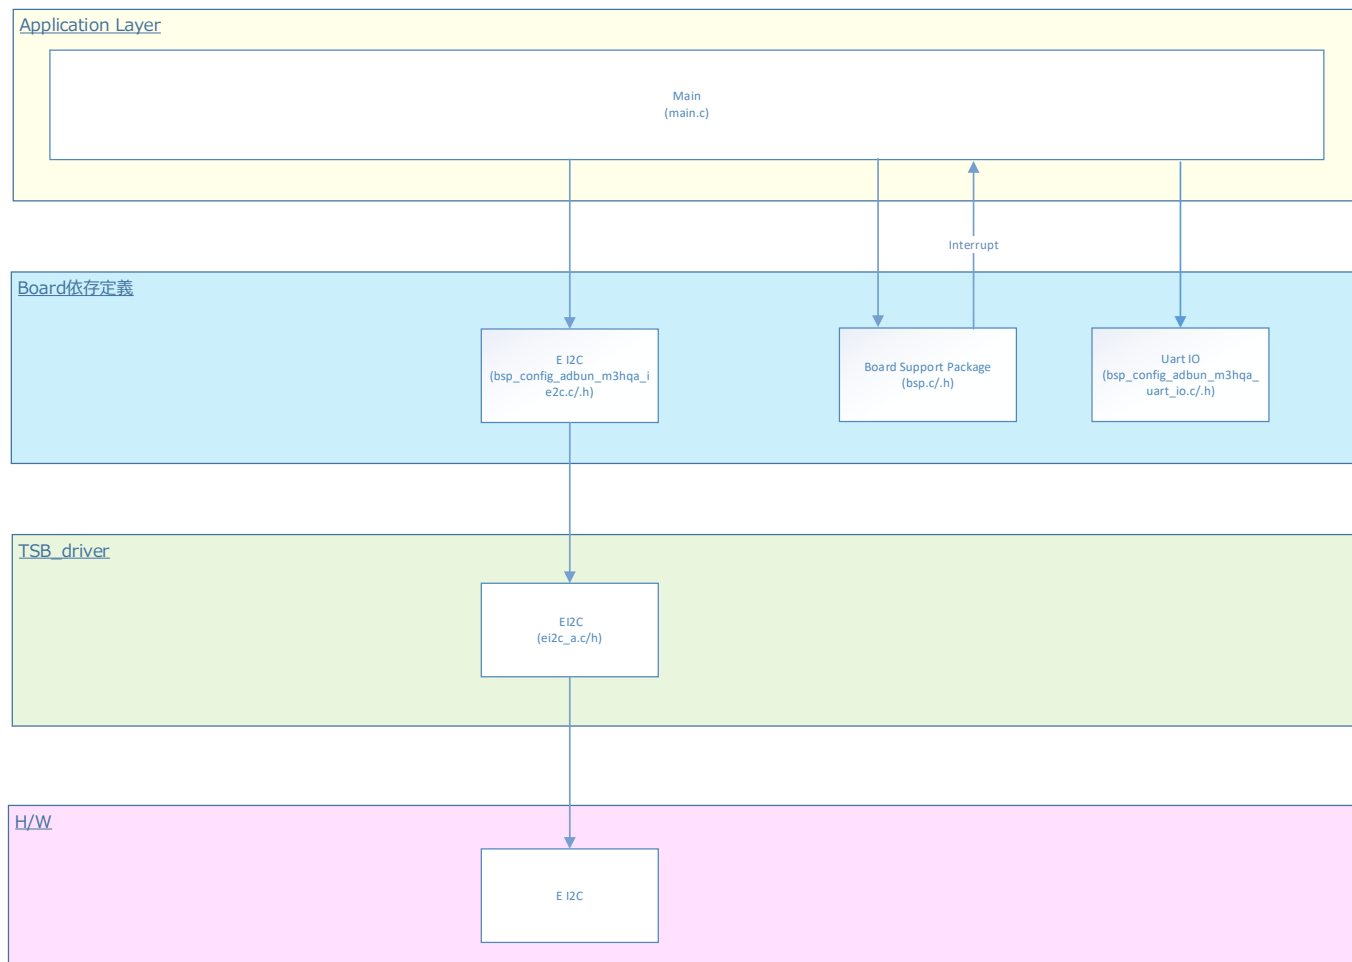 Application Layer
Main
(main.c)
Interrupt
Board依存定義
E I2C
(bsp_config_adbun_m3hqa_i
e2c.c/.h)
Board Support Package
(bsp.c/.h)
Uart IO
(bsp_config_adbun_m3hqa_
uart_io.c/.h)
TSB_driver
EI2C
(ei2c_a.c/h)
H/W
E I2C